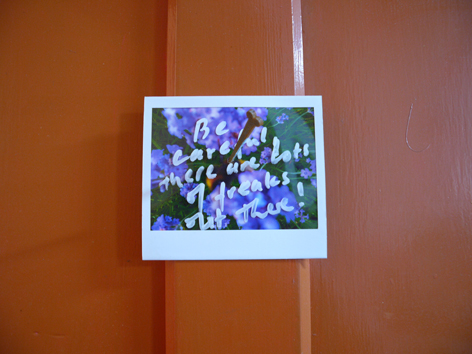 Be
careful
there are lots
of freaks
out there!